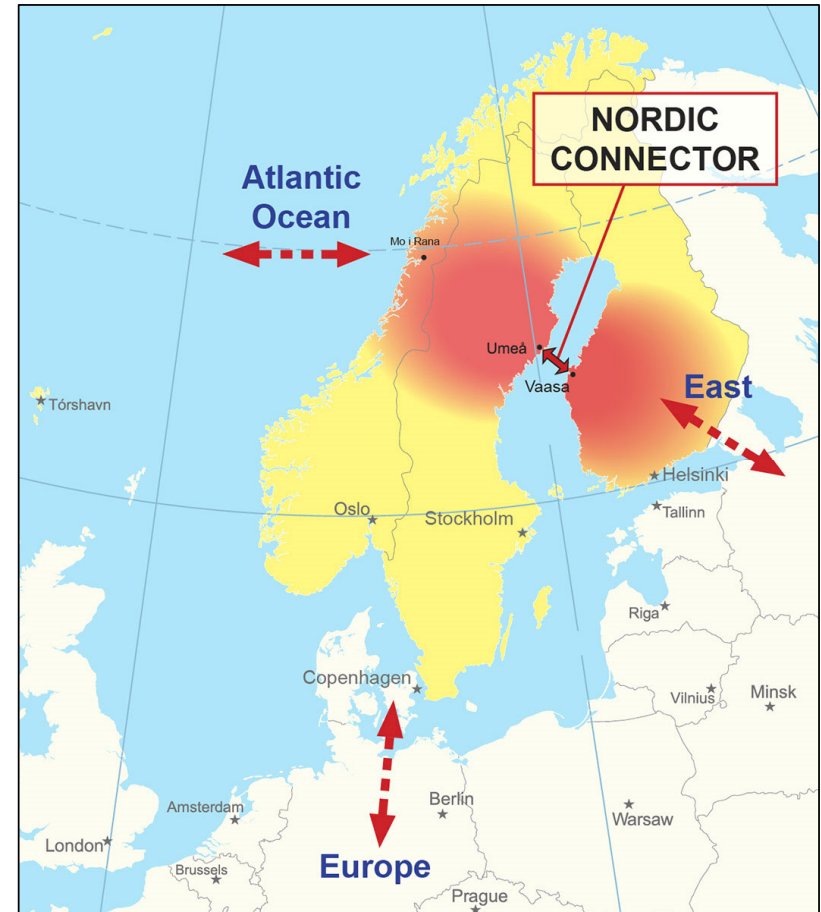 NORDIC
CONNECTOR
Atlantic
Ocean
Mo i Rana
Umeå
Vaasa
East
Tórshavn
Helsinki
Oslo
Stockholm
Tallinn
Riga
Copenhagen
Vilnius
Minsk
Amsterdam
Berlin
Warsaw
London
Europe
Brussels
Prague